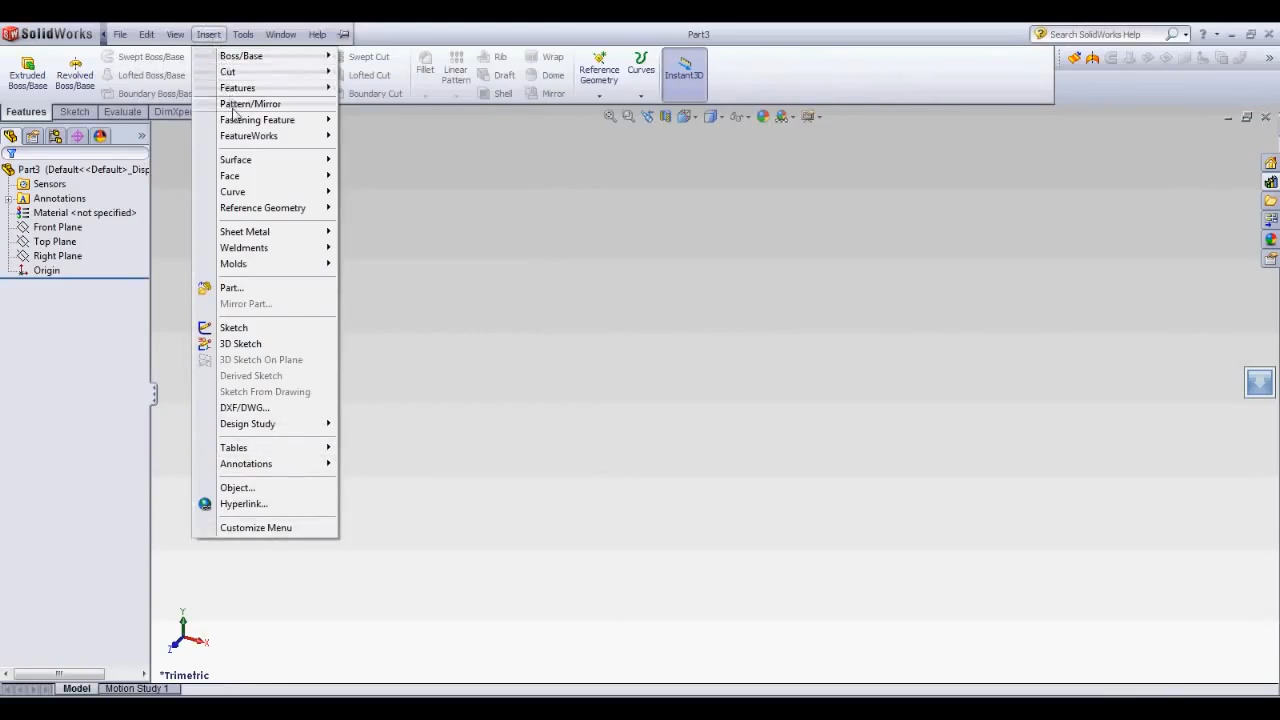 SolidWorks File Edit View Insert Tools Window Help Part3 Search SolidWorks Help
Extruded Boss/Base
Revolved Boss/Base
Swept Boss/Base
Lofted Boss/Base
Boundary Boss/Base
Swept Cut
Lofted Cut
Boundary Cut
Fillet
Linear Pattern
Rib
Draft
Shell
Wrap
Dome
Mirror
Reference Geometry
Curves
Instant3D
Features Sketch Evaluate DimXpe
Boss/Base
Cut
Features
Pattern/Mirror
Fastening Feature
FeatureWorks
Surface
Face
Curve
Reference Geometry
Sheet Metal
Weldments
Molds
Part...
Mirror Part...
Sketch
3D Sketch
3D Sketch On Plane
Derived Sketch
Sketch From Drawing
DXF/DWG...
Design Study
Tables
Annotations
Object...
Hyperlink...
Customize Menu
Part3 (Default<<Default>_Disp
Sensors
Annotations
Material <not specified>
Front Plane
Top Plane
Right Plane
Origin
Y
X
Z
*Trimetric
Model Motion Study 1